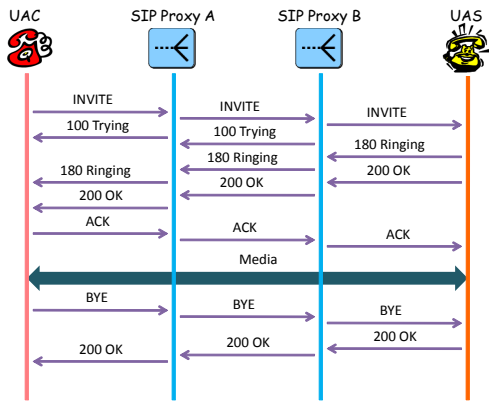 UAC SIP Proxy A SIP Proxy B UAS
INVITE
INVITE
INVITE
100 Trying
100 Trying
180 Ringing
180 Ringing
180 Ringing
200 OK
200 OK
200 OK
ACK
ACK
ACK
Media
BYE
BYE
BYE
200 OK
200 OK
200 OK